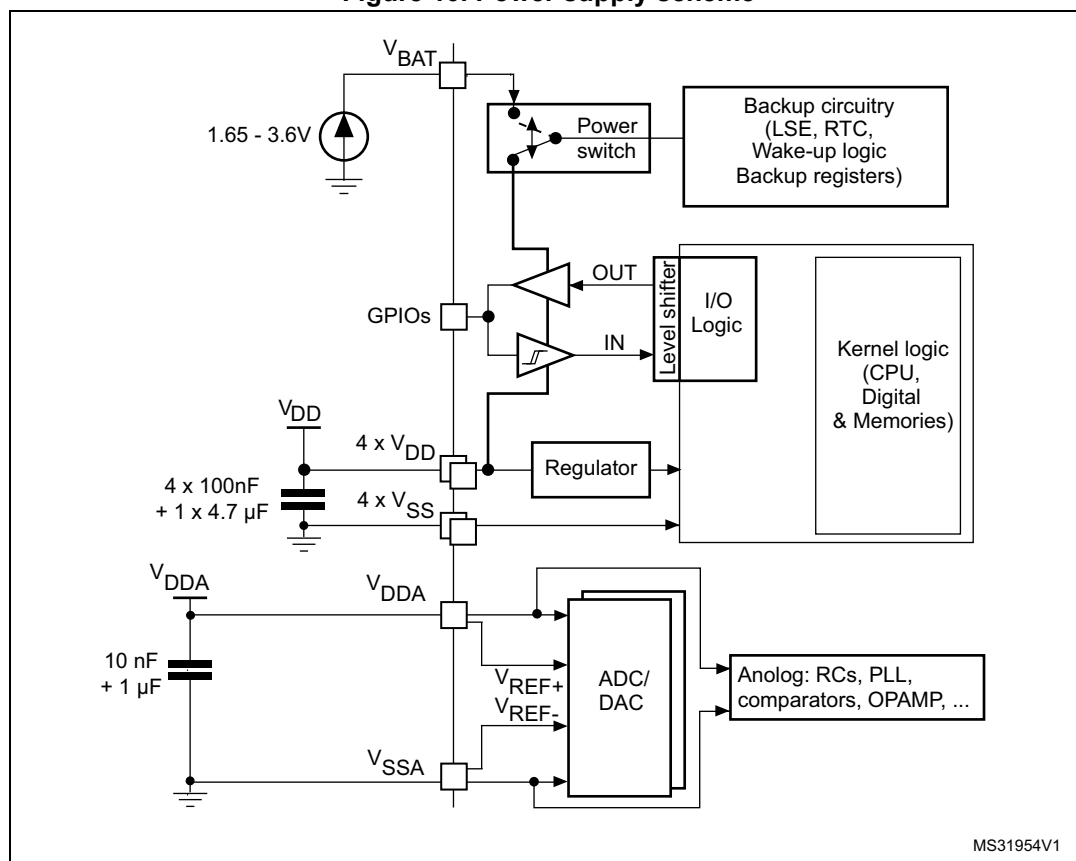 Figure Power supply scheme
VBAT
1.65 - 3.6V
Power
switch
Backup circuitry
(LSE, RTC,
Wake-up logic
Backup registers)
OUT
GPIOs
IN
Level shifter
I/O
Logic
Kernel logic
(CPU,
Digital
& Memories)
VDD
4 x VDD
Regulator
4 x 100nF
+ 1 x 4.7 µF
4 x VSS
VDDA
VDDA
10 nF
+ 1 µF
VREF+
VREF-
ADC/
DAC
Anolog: RCs, PLL,
comparators, OPAMP, ...
VSSA
MS31954V1